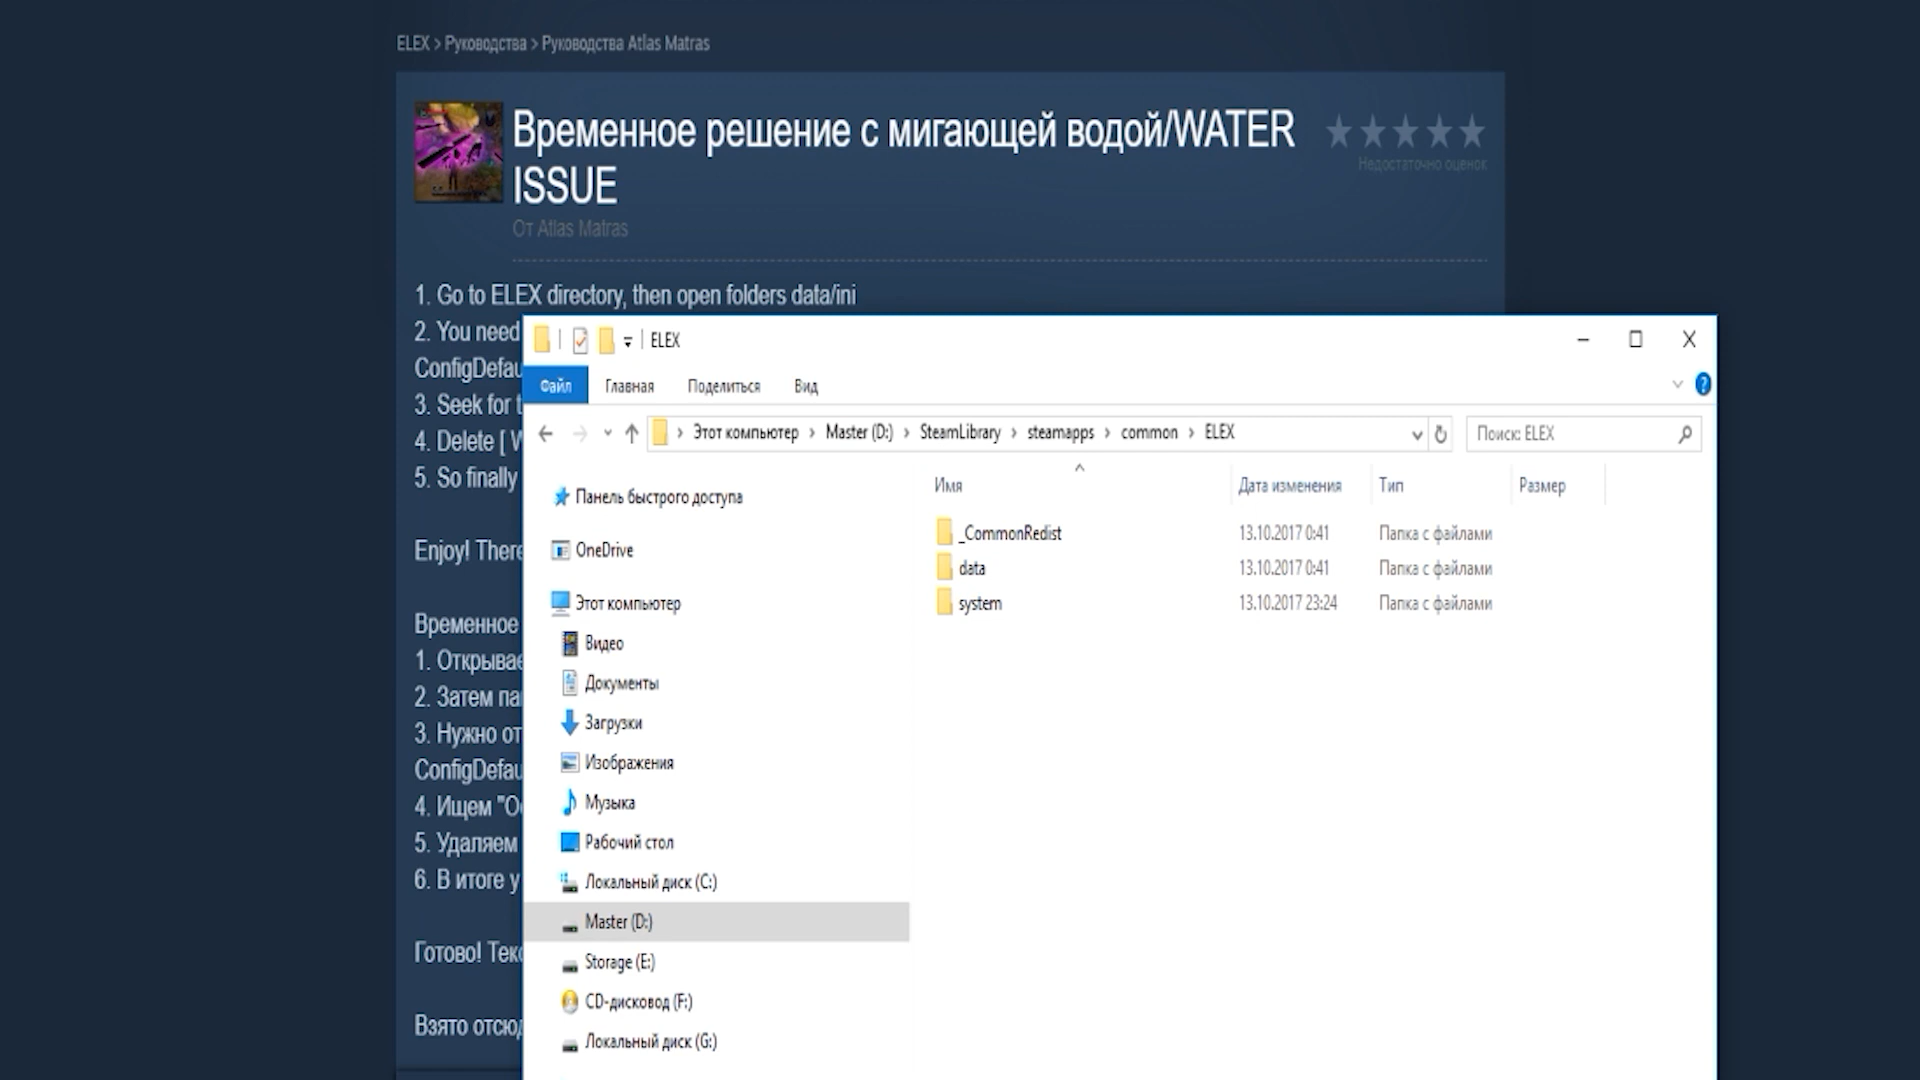 ELEX > Руководства > Руководства Atlas Matras
Временное решение с мигающей водой/WATER
ISSUE
Недостаточно оценок
От Atlas Matras
1. Go to ELEX directory, then open folders data/ini
2. You need
ConfigDefau
3. Seek for t
4. Delete [ W
5. So finally
Enjoy! There
Временное
1. Открывае
2. Затем па
3. Нужно от
ConfigDefau
4. Ищем "Oc
5. Удаляем
6. В итоге у
Готово! Текс
Взято отсюд
ELEX
Файл Главная Поделиться Вид
Этот компьютер > Master (D:) > SteamLibrary > steamapps > common > ELEX
Поиск: ELEX
Панель быстрого доступа
OneDrive
Этот компьютер
Видео
Документы
Загрузки
Изображения
Музыка
Рабочий стол
Локальный диск (C:)
Master (D:)
Storage (E:)
CD-дисковод (F:)
Локальный диск (G:)
Имя Дата изменения Тип Размер
_CommonRedist 13.10.2017 0:41 Папка с файлами
data 13.10.2017 0:41 Папка с файлами
system 13.10.2017 23:24 Папка с файлами